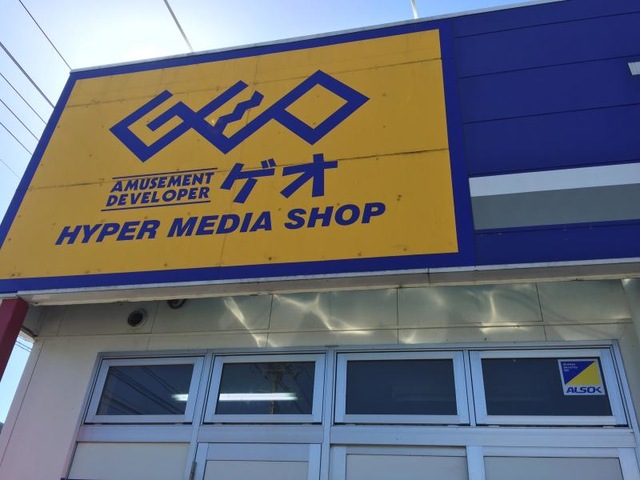 GEO
AMUSEMENT
DEVELOPER
ゲオ
HYPER MEDIA SHOP
ALSOK